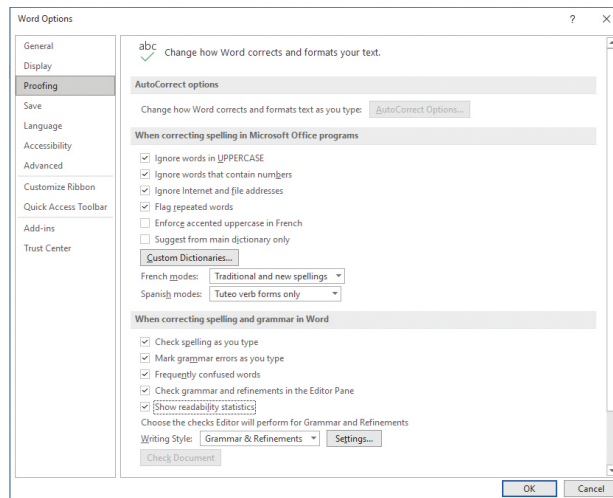 Word Options
?
General
Display
Proofing
Save
Language
Accessibility
Advanced
Customize Ribbon
Quick Access Toolbar
Add-ins
Trust Center
abc
Change how Word corrects and formats your text.
AutoCorrect options
Change how Word corrects and formats text as you type: AutoCorrect Options...
When correcting spelling in Microsoft Office programs
Ignore words in UPPERCASE
Ignore words that contain numbers
Ignore Internet and file addresses
Flag repeated words
Enforce accented uppercase in French
Suggest from main dictionary only
Custom Dictionaries...
French modes: Traditional and new spellings
Spanish modes: Tuteo verb forms only
When correcting spelling and grammar in Word
Check spelling as you type
Mark grammar errors as you type
Frequently confused words
Check grammar and refinements in the Editor Pane
Show readability statistics
Choose the checks Editor will perform for Grammar and Refinements
Writing Style: Grammar & Refinements Settings...
Check Document
OK Cancel